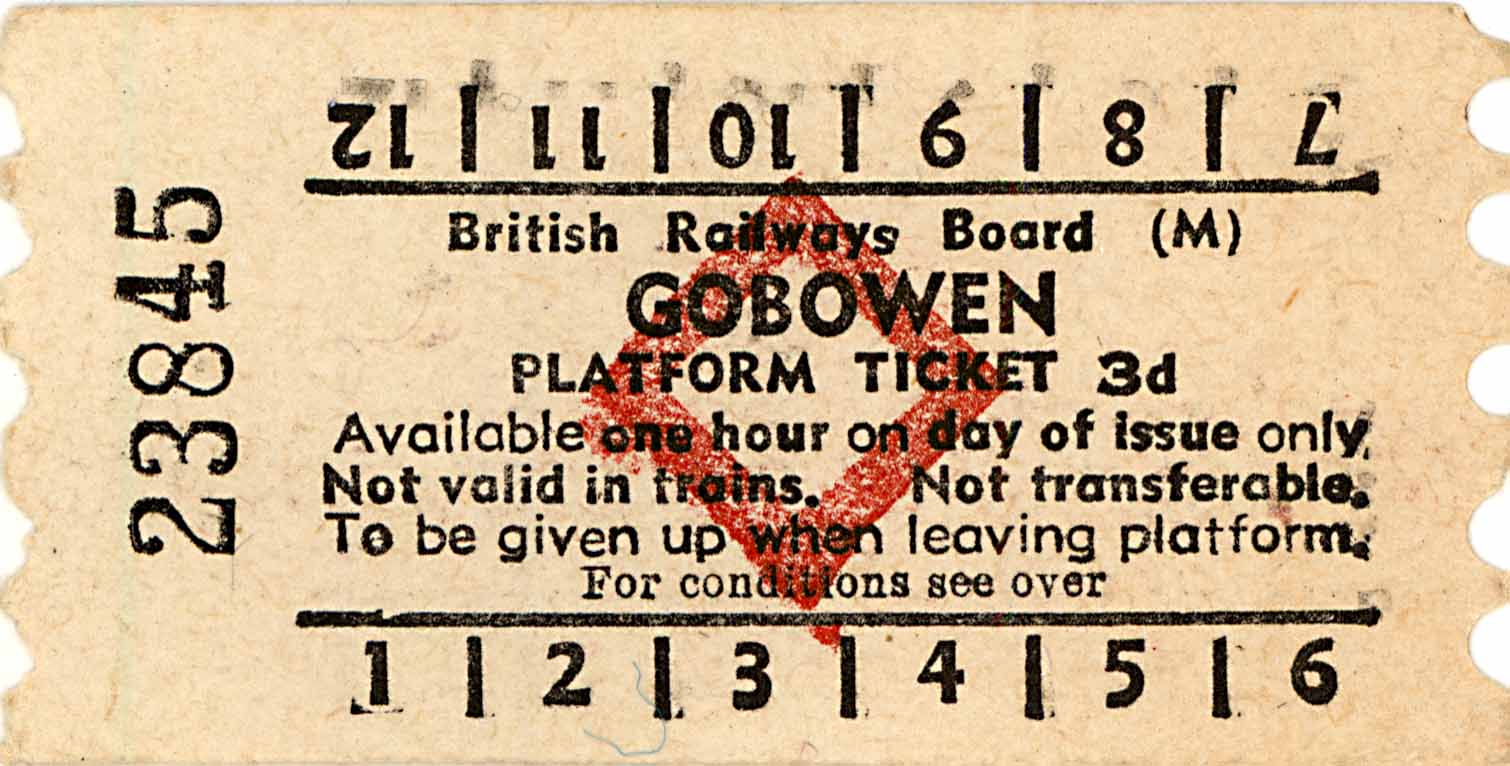 12 | 11 | 10 | 9 | 8 | 7
British Railways Board (M)
GOBOWEN
PLATFORM TICKET 3d
Available one hour on day of issue only.
Not valid in trains. Not transferable.
To be given up when leaving platform.
For conditions see over
1 | 2 | 3 | 4 | 5 | 6
23845